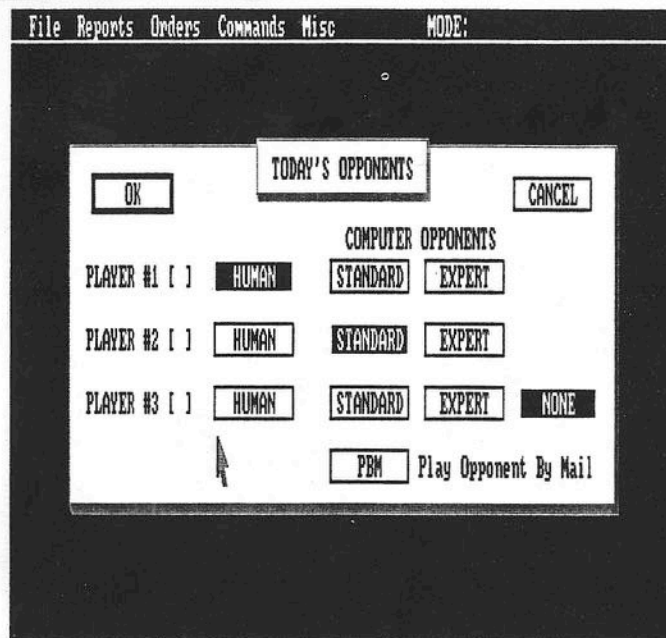 File Reports Orders Commands Misc MODE:
TODAY'S OPPONENTS
OK CANCEL
COMPUTER OPPONENTS
PLAYER #1 [ ] HUMAN STANDARD EXPERT
PLAYER #2 [ ] HUMAN STANDARD EXPERT
PLAYER #3 [ ] HUMAN STANDARD EXPERT NONE
PBM Play Opponent By Mail